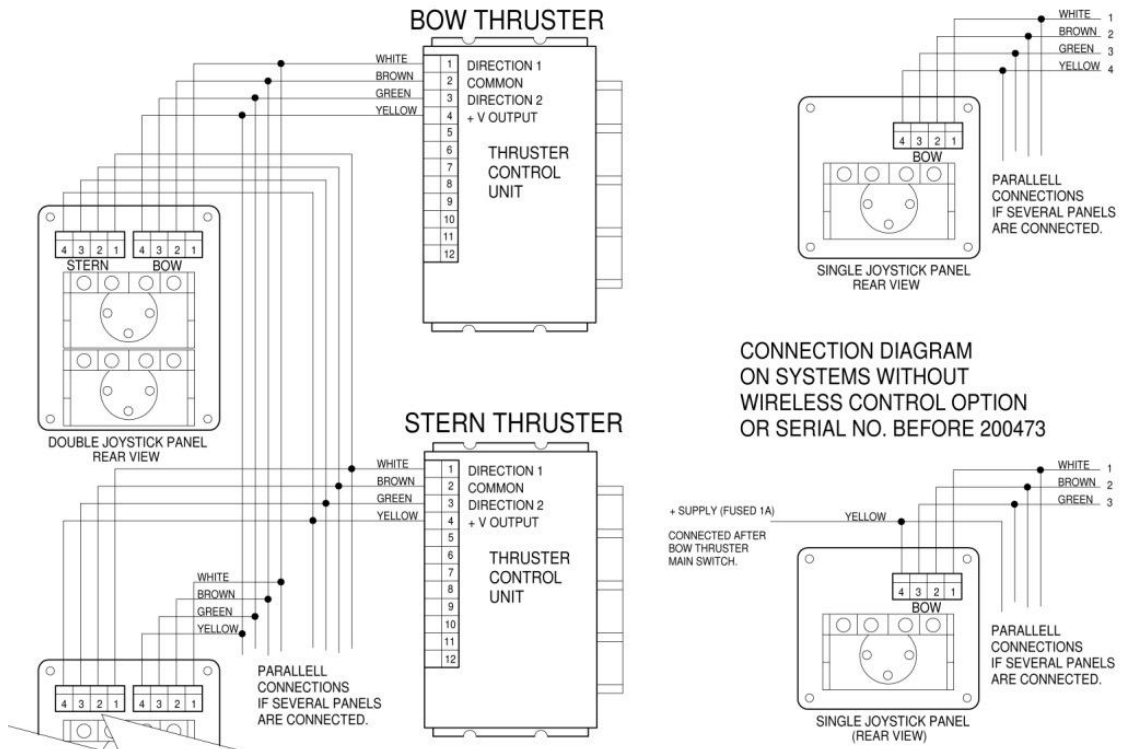 BOW THRUSTER
WHITE 1 DIRECTION 1
BROWN 2 COMMON
GREEN 3 DIRECTION 2
YELLOW 4 + V OUTPUT
5
6
7
8
9
10
11
12
THRUSTER
CONTROL
UNIT
4 3 2 1 4 3 2 1
STERN BOW
DOUBLE JOYSTICK PANEL
REAR VIEW
STERN THRUSTER
WHITE 1 DIRECTION 1
BROWN 2 COMMON
GREEN 3 DIRECTION 2
YELLOW 4 + V OUTPUT
5
6
7
8
9
10
11
12
THRUSTER
CONTROL
UNIT
WHITE
BROWN
GREEN
YELLOW
PARALLELL
CONNECTIONS
IF SEVERAL PANELS
ARE CONNECTED.
4 3 2 1 4 3 2 1
WHITE 1
BROWN 2
GREEN 3
YELLOW 4
4 3 2 1
BOW
PARALLELL
CONNECTIONS
IF SEVERAL PANELS
ARE CONNECTED.
SINGLE JOYSTICK PANEL
REAR VIEW
CONNECTION DIAGRAM
ON SYSTEMS WITHOUT
WIRELESS CONTROL OPTION
OR SERIAL NO. BEFORE 200473
WHITE 1
BROWN 2
GREEN 3
+ SUPPLY (FUSED 1A)
YELLOW
CONNECTED AFTER
BOW THRUSTER
MAIN SWITCH.
4 3 2 1
BOW
PARALLELL
CONNECTIONS
IF SEVERAL PANELS
ARE CONNECTED.
SINGLE JOYSTICK PANEL
(REAR VIEW)